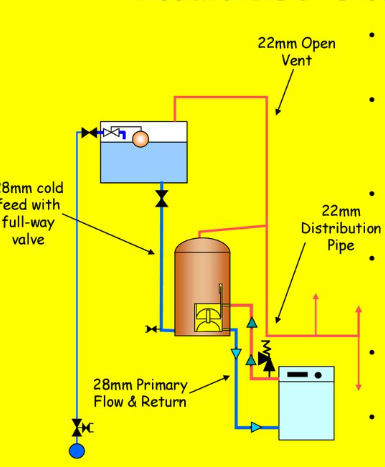 22mm Open
Vent
28mm cold
feed with
full-way
valve
22mm
Distribution
Pipe
28mm Primary
Flow & Return